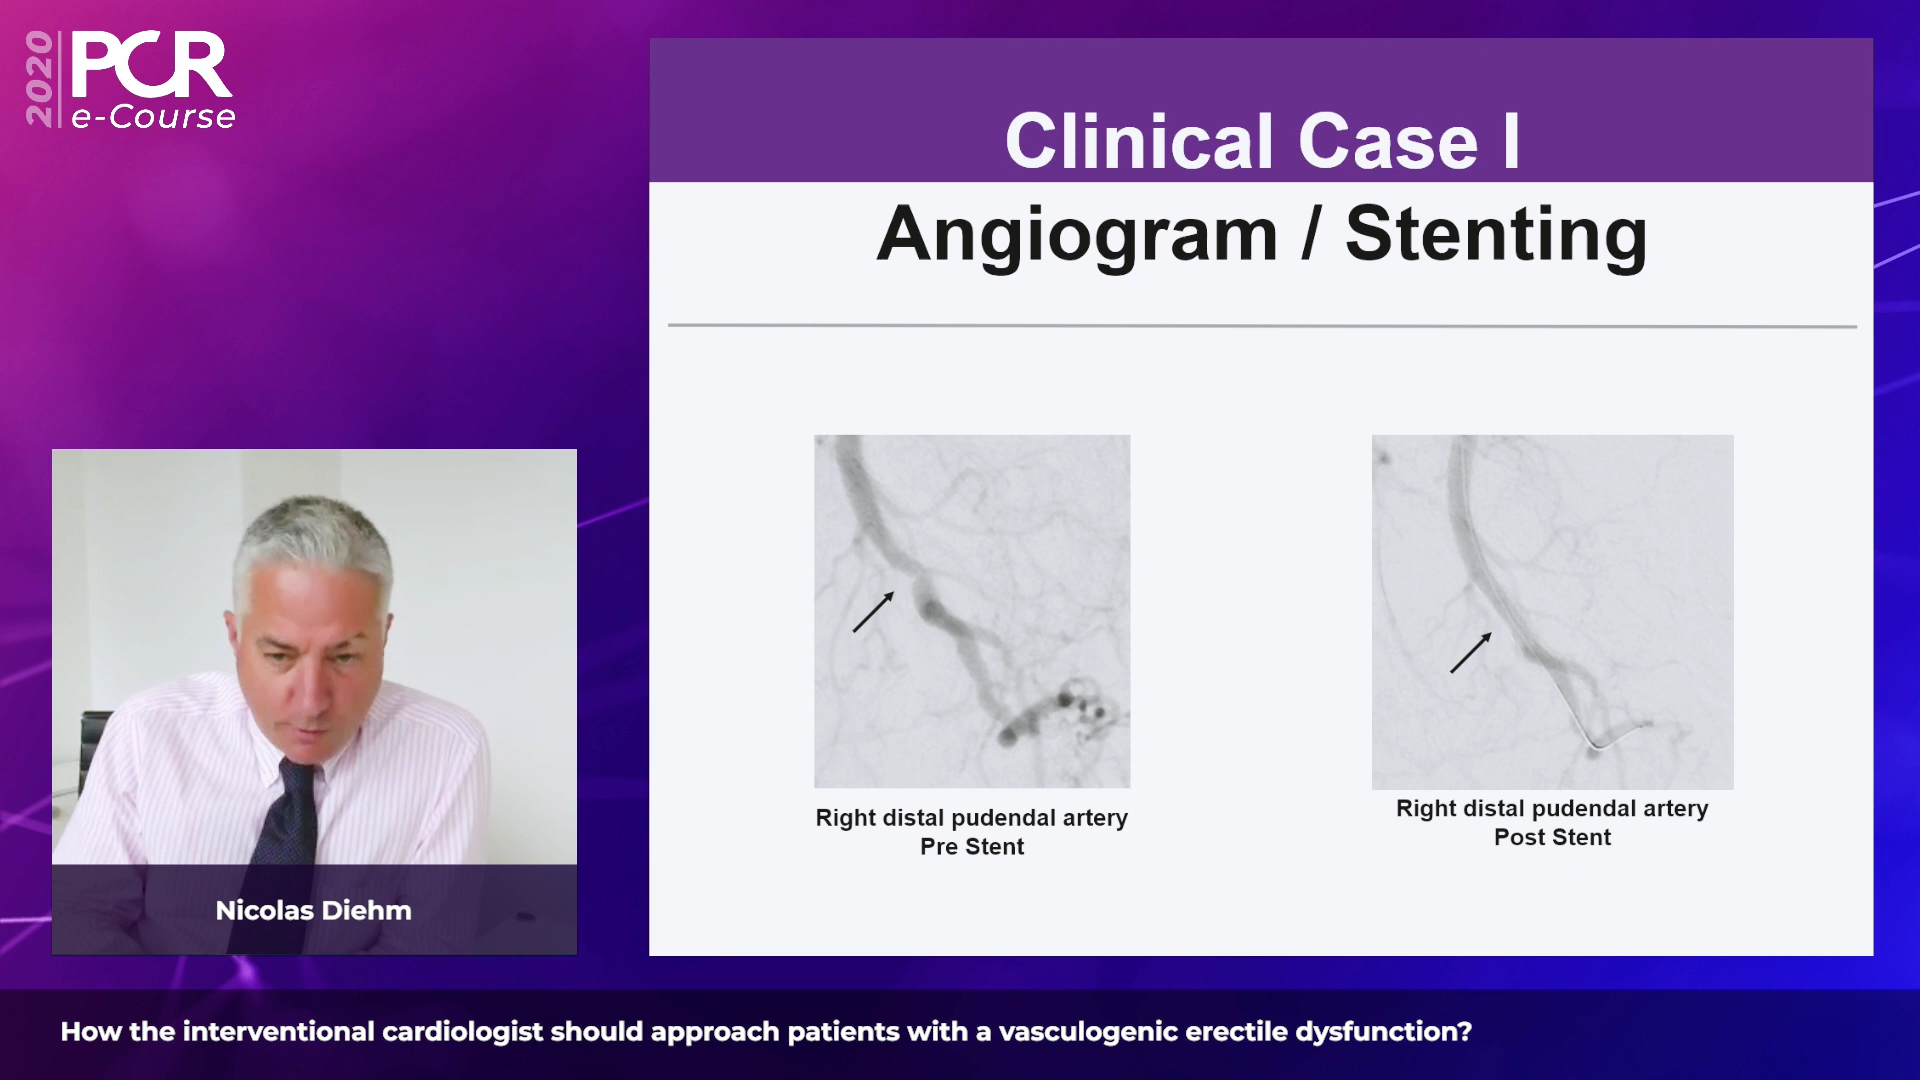 2020
PCR
e-Course
Clinical Case I
Angiogram / Stenting
Right distal pudendal artery
Pre Stent
Right distal pudendal artery
Post Stent
Nicolas Diehm
How the interventional cardiologist should approach patients with a vasculogenic erectile dysfunction?